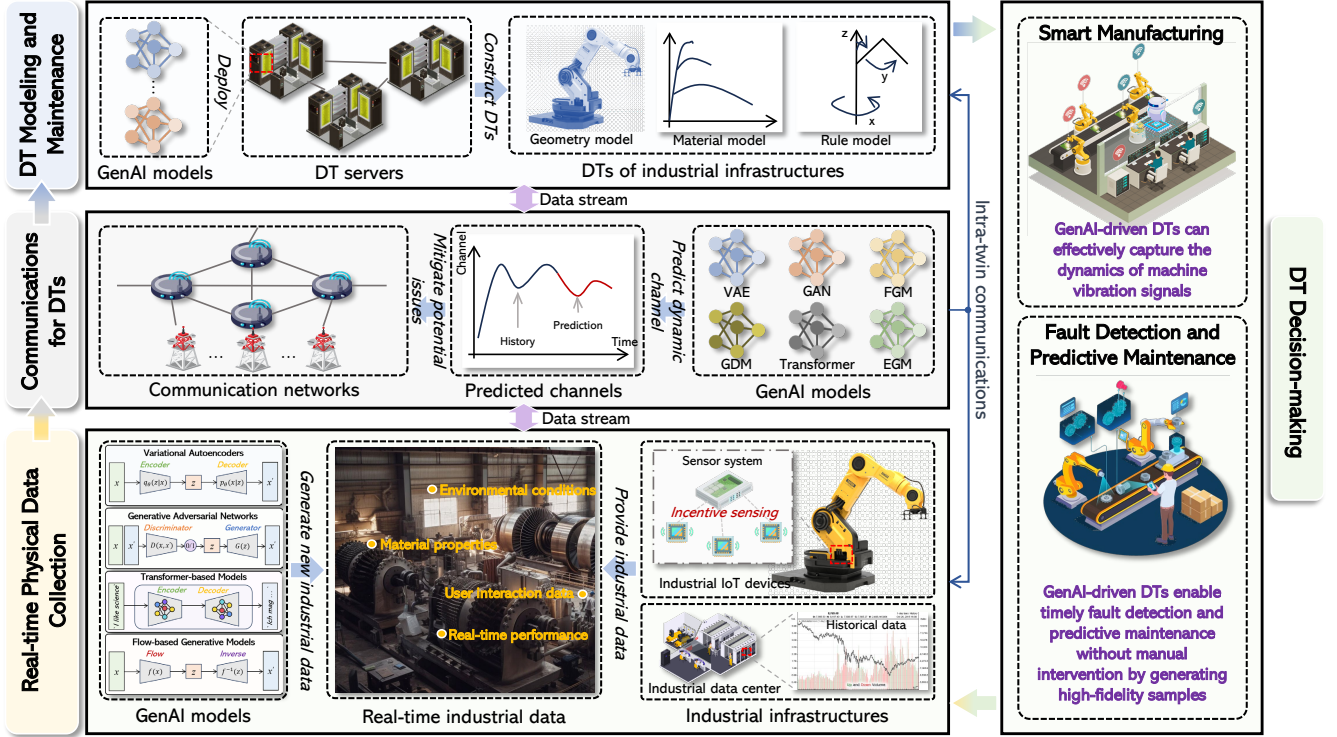 DT Modeling and
Maintenance
GenAI models
Deploy
DT servers
Construct DTs
Geometry model
Material model
z
y
x
Rule model
DTs of industrial infrastructures
Data stream
Communications
for DTs
Communication networks
Mitigate potential
issues
Channel
History
Prediction
Time
Predicted channels
Predict dynamic
channel
VAE
GAN
FGM
GDM
Transformer
EGM
GenAI models
Data stream
Intra-twin communications
Real-time Physical Data
Collection
Variational Autoencoders
Encoder
Decoder
x
z
x'
Generative Adversarial Networks
Discriminator
Generator
x
x'
D(x,x)
0/1
z
G(z)
x'
Transformer-based Models
Encoder
Decoder
Flow-based Generative Models
Flow
Inverse
x
f(x)
z
f⁻¹(z)
x'
GenAI models
Generate new industrial data
Environmental conditions
Material properties
User interaction data
Real-time performance
Real-time industrial data
Provide industrial data
Sensor system
Incentive sensing
Industrial IoT devices
Industrial data center
Historical data
Industrial infrastructures
Smart Manufacturing
GenAI-driven DTs can
effectively capture the
dynamics of machine
vibration signals
Fault Detection and
Predictive Maintenance
GenAI-driven DTs enable
timely fault detection and
predictive maintenance
without manual
intervention by generating
high-fidelity samples
DT Decision-making